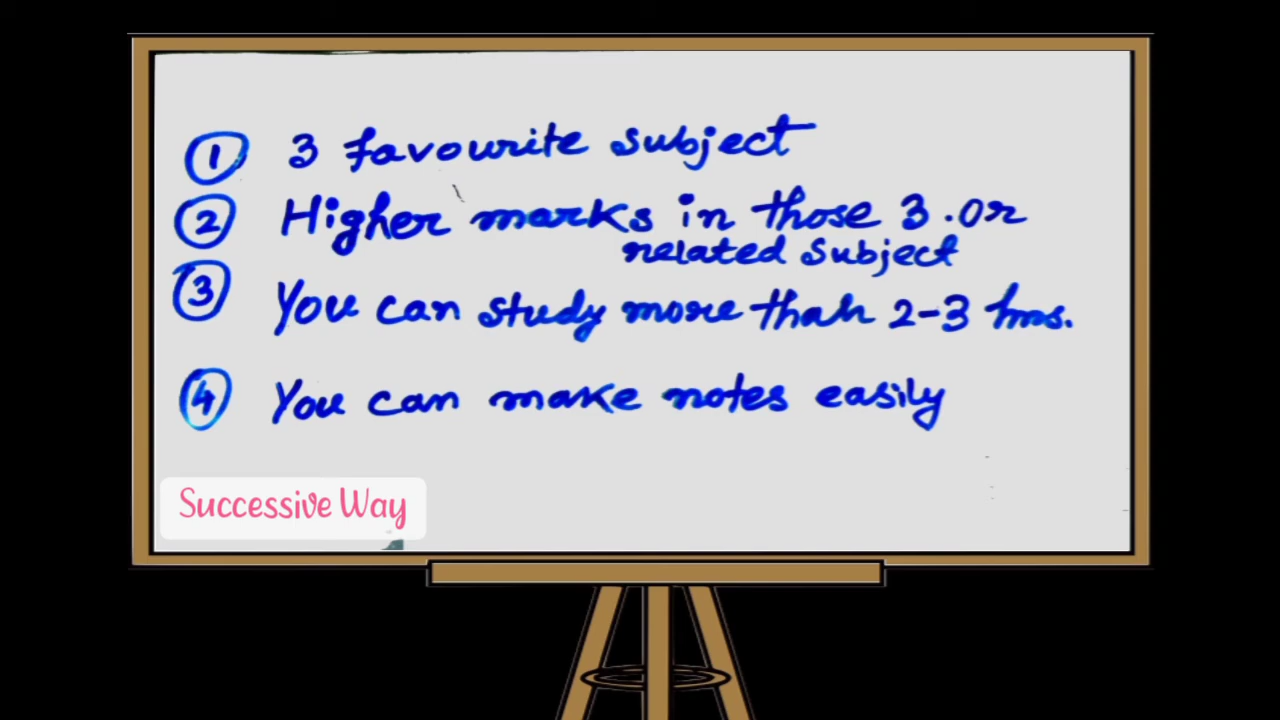 1 3 favourite subject
2 Higher marks in those 3. or
related subject
3 You can study more than 2-3 hrs.
4 You can make notes easily
Successive Way